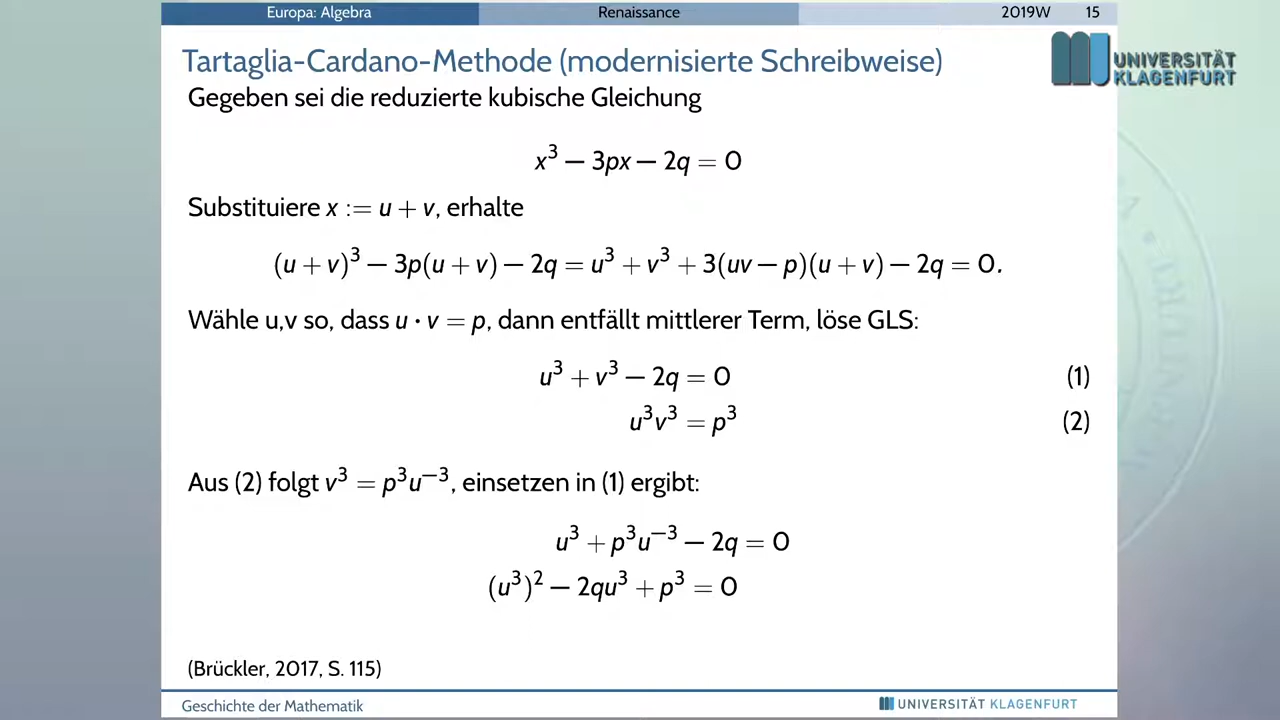 Europa: Algebra Renaissance 2019W 15
Tartaglia-Cardano-Methode (modernisierte Schreibweise)
UNIVERSITÄT
KLAGENFURT
Gegeben sei die reduzierte kubische Gleichung
x³ − 3px − 2q = 0
Substituiere x := u + v, erhalte
(u + v)³ − 3p(u + v) − 2q = u³ + v³ + 3(uv − p)(u + v) − 2q = 0.
Wähle u,v so, dass u · v = p, dann entfällt mittlerer Term, löse GLS:
u³ + v³ − 2q = 0 (1)
u³v³ = p³ (2)
Aus (2) folgt v³ = p³u⁻³, einsetzen in (1) ergibt:
u³ + p³u⁻³ − 2q = 0
(u³)² − 2qu³ + p³ = 0
(Brückler, 2017, S. 115)
Geschichte der Mathematik UNIVERSITÄT KLAGENFURT